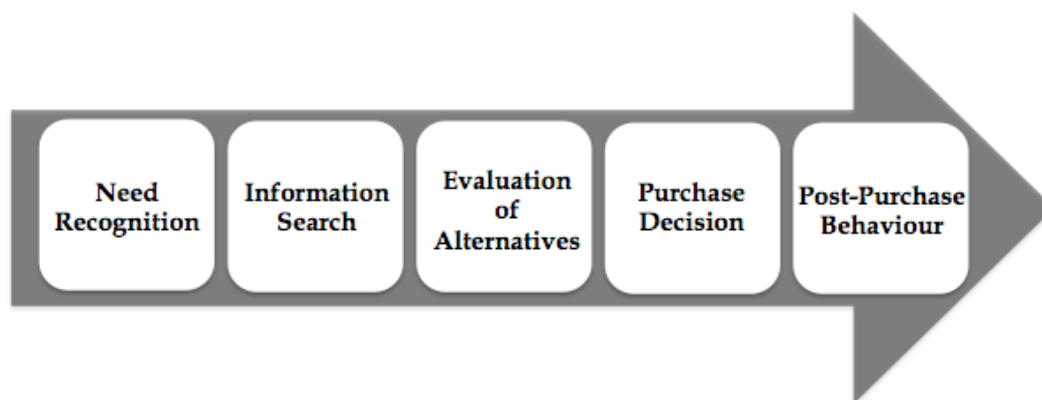 Need
Recognition
Information
Search
Evaluation
of
Alternatives
Purchase
Decision
Post-Purchase
Behaviour